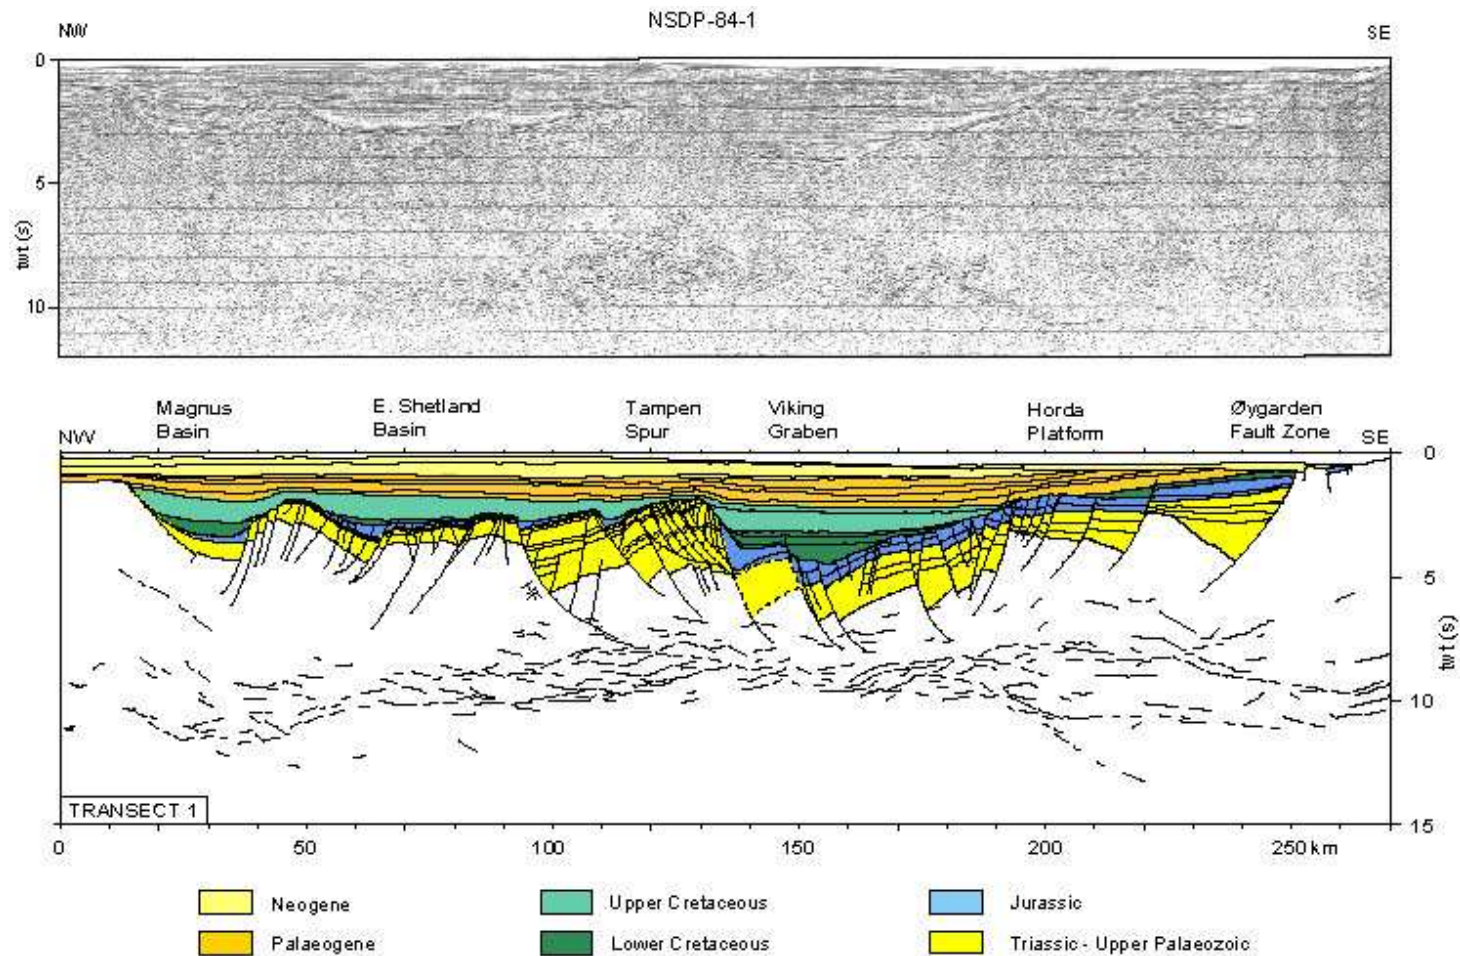 NSDP-84-1
NW SE
0
5
twt (s)
10
Magnus Basin
E. Shetland Basin
Tampen Spur
Viking Graben
Horda Platform
Øygarden Fault Zone
NW SE
0
5
twt (s)
10
15
TRANSECT 1
0 50 100 150 200 250 km
Neogene Upper Cretaceous Jurassic
Palaeogene Lower Cretaceous Triassic - Upper Palaeozoic